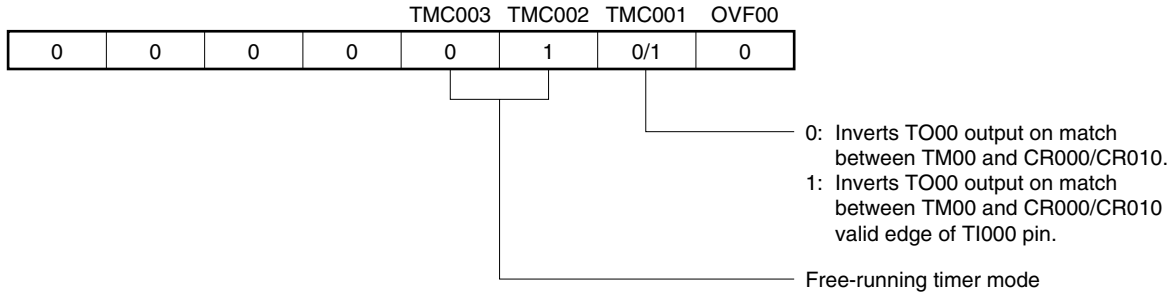 TMC003 TMC002 TMC001 OVF00
0 0 0 0 0 1 0/1 0
0: Inverts TO00 output on match
between TM00 and CR000/CR010.
1: Inverts TO00 output on match
between TM00 and CR000/CR010
valid edge of TI000 pin.
Free-running timer mode